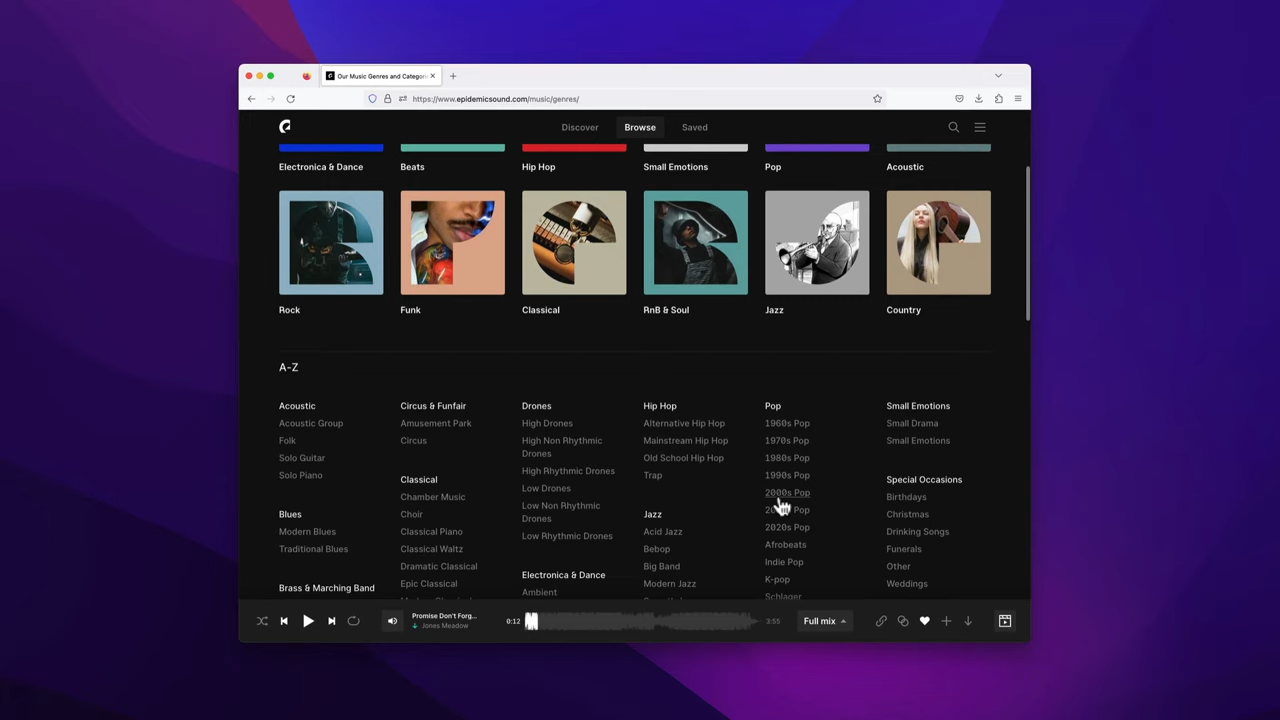 Our Music Genres and Categori
https://www.epidemicsound.com/music/genres/
Discover
Browse
Saved
Electronica & Dance
Beats
Hip Hop
Small Emotions
Pop
Acoustic
Rock
Funk
Classical
RnB & Soul
Jazz
Country
A-Z
Acoustic
Acoustic Group
Folk
Solo Guitar
Solo Piano
Blues
Modern Blues
Traditional Blues
Brass & Marching Band
Circus & Funfair
Amusement Park
Circus
Classical
Chamber Music
Choir
Classical Piano
Classical Waltz
Dramatic Classical
Epic Classical
Drones
High Drones
High Non Rhythmic
Drones
High Rhythmic Drones
Low Drones
Low Non Rhythmic
Drones
Low Rhythmic Drones
Electronica & Dance
Ambient
Hip Hop
Alternative Hip Hop
Mainstream Hip Hop
Old School Hip Hop
Trap
Jazz
Acid Jazz
Bebop
Big Band
Modern Jazz
Pop
1960s Pop
1970s Pop
1980s Pop
1990s Pop
2000s Pop
Pop
2020s Pop
Afrobeats
Indie Pop
K-pop
Schlager
Small Emotions
Small Drama
Small Emotions
Special Occasions
Birthdays
Christmas
Drinking Songs
Funerals
Other
Weddings
Promise Don't Forg...
Jones Meadow
0:12
3:55
Full mix